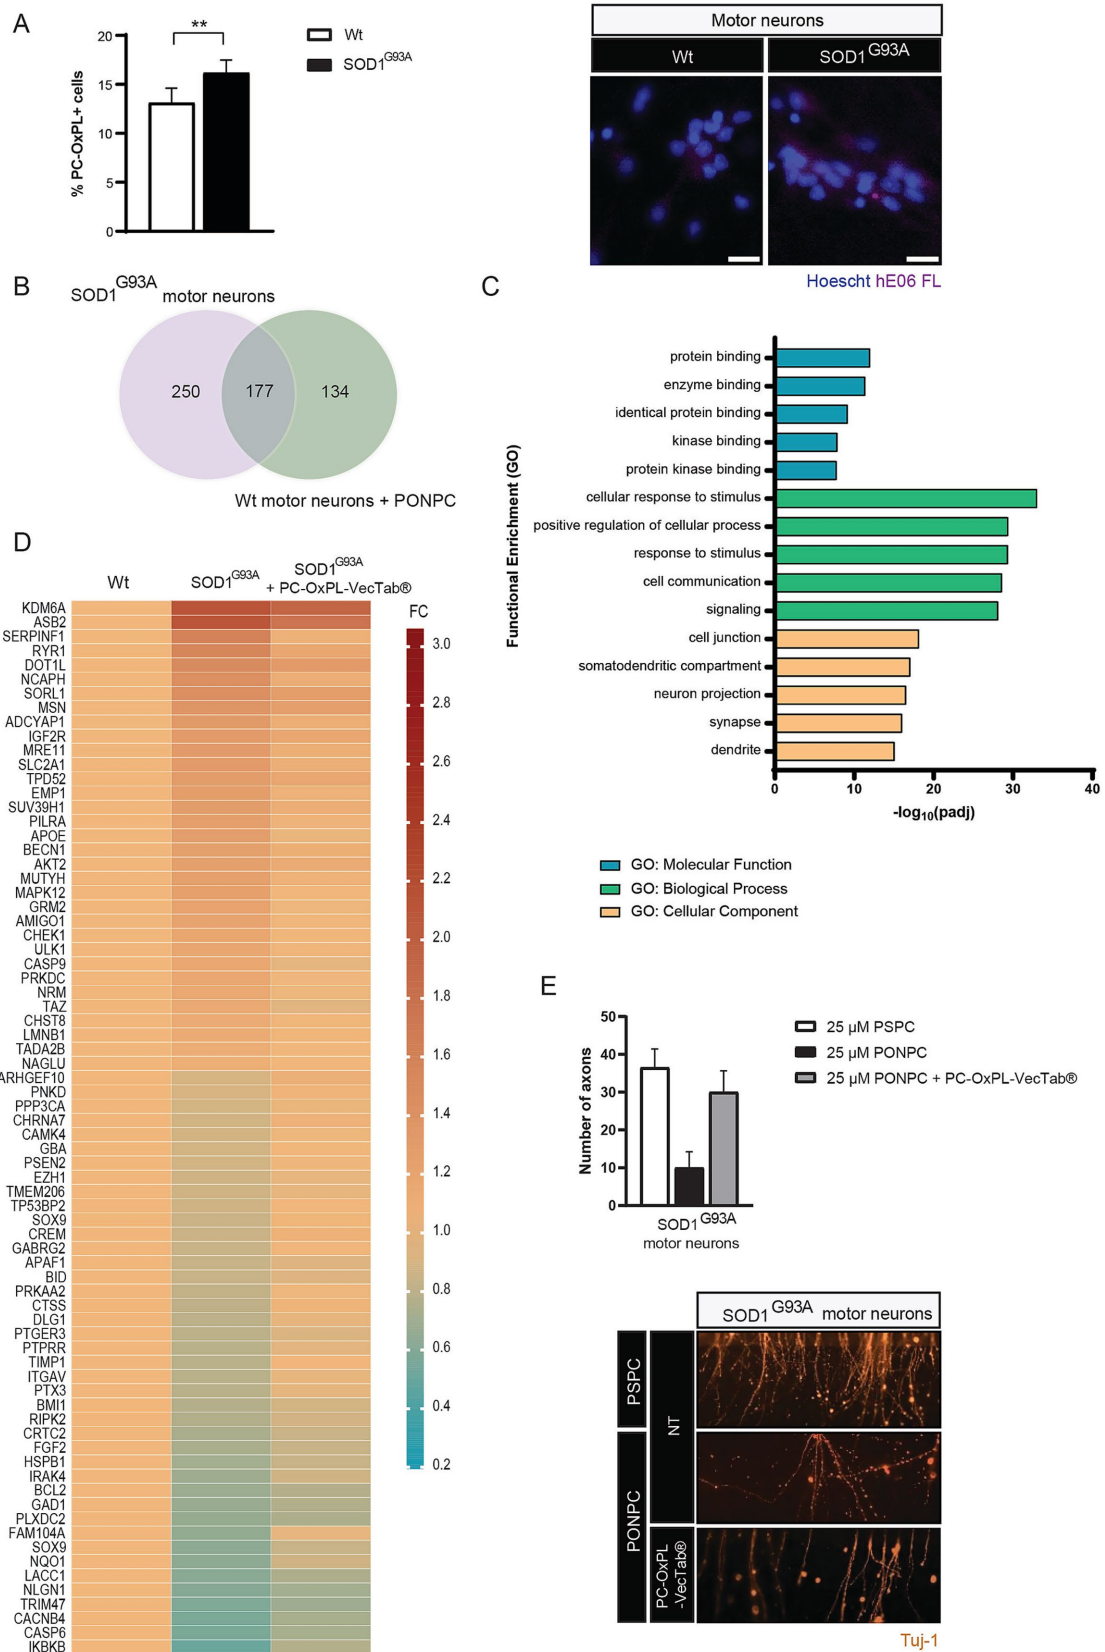 A
**
20
15
10
5
0
% PC-OxPL+ cells
Wt
SOD1G93A
Motor neurons
Wt
SOD1G93A
Hoescht hE06 FL
B
SOD1G93A motor neurons
250
177
134
Wt motor neurons + PONPC
C
Functional Enrichment (GO)
protein binding
enzyme binding
identical protein binding
kinase binding
protein kinase binding
cellular response to stimulus
positive regulation of cellular process
response to stimulus
cell communication
signaling
cell junction
somatodendritic compartment
neuron projection
synapse
dendrite
0 10 20 30 40
-log10(padj)
GO: Molecular Function
GO: Biological Process
GO: Cellular Component
D
Wt
SOD1G93A
SOD1G93A
+ PC-OxPL-VecTab®
KDM6A
ASB2
SERPINF1
RYR1
DOT1L
NCAPH
SORL1
MSN
ADCYAP1
IGF2R
MRE11
SLC2A1
TPD52
EMP1
SUV39H1
PILRA
APOE
BECN1
AKT2
MUTYH
MAPK12
GRM2
AMIGO1
CHEK1
ULK1
CASP9
PRKDC
NRM
TAZ
CHST8
LMNB1
TADA2B
NAGLU
ARHGEF10
PNKD
PPP3CA
CHRNA7
CAMK4
GBA
PSEN2
EZH1
TMEM206
TP53BP2
SOX9
CREM
GABRG2
APAF1
BID
PRKAA2
CTSS
DLG1
PTGER3
PTPRR
TIMP1
ITGAV
PTX3
BMI1
RIPK2
CRTC2
FGF2
HSPB1
IRAK4
BCL2
GAD1
PLXDC2
FAM104A
SOX9
NQO1
LACC1
NLGN1
TRIM47
CACNB4
CASP6
IKBKB
FC
3.0
2.8
2.6
2.4
2.2
2.0
1.8
1.6
1.4
1.2
1.0
0.8
0.6
0.4
0.2
E
50
40
30
20
10
0
Number of axons
SOD1G93A
motor neurons
25 µM PSPC
25 µM PONPC
25 µM PONPC + PC-OxPL-VecTab®
SOD1G93A motor neurons
PSPC
NT
PONPC
PC-OxPL
-VecTab®
Tuj-1